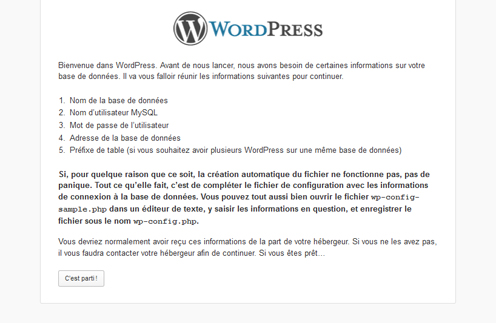 WORDPRESS
Bienvenue dans WordPress. Avant de nous lancer, nous avons besoin de certaines informations sur votre
base de données. Il va vous falloir réunir les informations suivantes pour continuer.
1. Nom de la base de données
2. Nom d'utilisateur MySQL
3. Mot de passe de l'utilisateur
4. Adresse de la base de données
5. Préfixe de table (si vous souhaitez avoir plusieurs WordPress sur une même base de données)
Si, pour quelque raison que ce soit, la création automatique du fichier ne fonctionne pas, pas de
panique. Tout ce qu'elle fait, c'est de compléter le fichier de configuration avec les informations
de connexion à la base de données. Vous pouvez tout aussi bien ouvrir le fichier wp-config-
sample.php dans un éditeur de texte, y saisir les informations en question, et enregistrer le
fichier sous le nom wp-config.php.
Vous devriez normalement avoir reçu ces informations de la part de votre hébergeur. Si vous ne les avez pas,
il vous faudra contacter votre hébergeur afin de continuer. Si vous êtes prêt…
C'est parti !